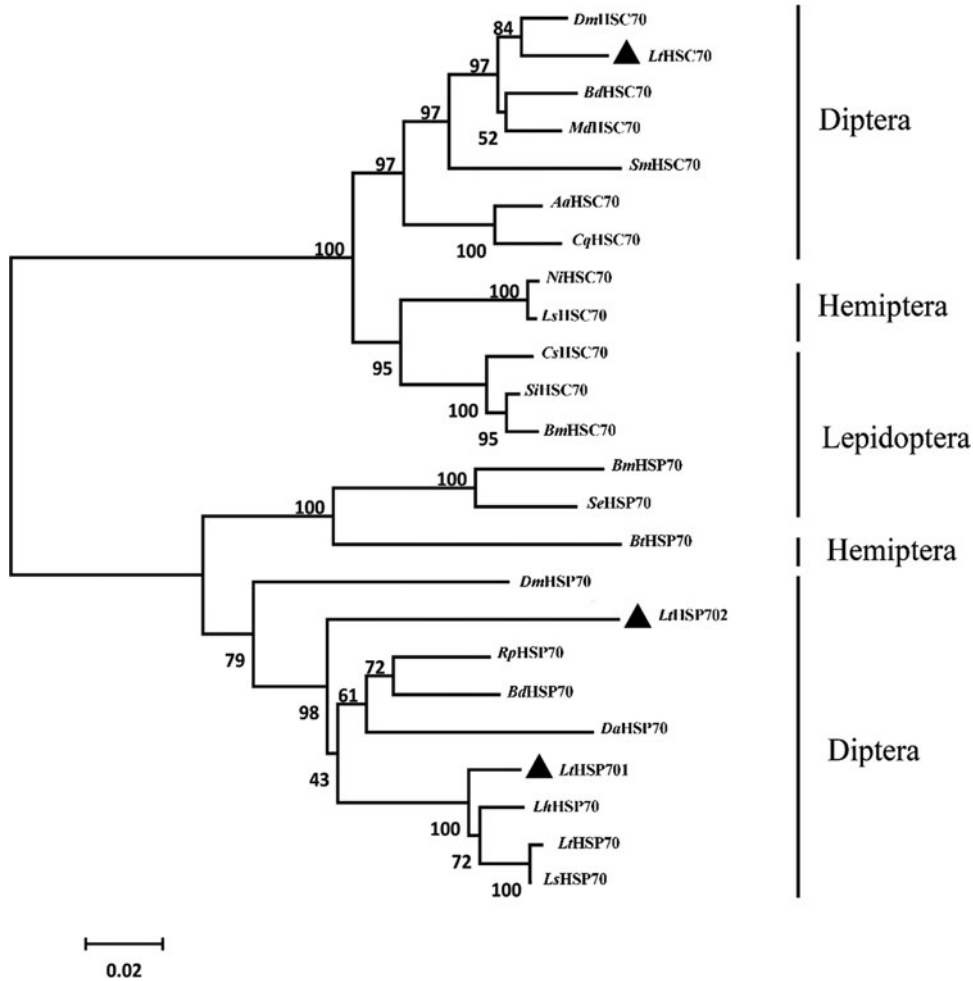 DmHSC70
84
LtHSC70
97
BdHSC70
Diptera
97
MdHSC70
52
97
SmHSC70
AaHSC70
100
100
CqHSC70
NiHSC70
100
Hemiptera
LsHSC70
95
CsHSC70
SiHSC70
100
95
BmHSC70
Lepidoptera
BmHSP70
100
100
SeHSP70
BtHSP70
Hemiptera
DmHSP70
LtHSP702
79
RpHSP70
72
98
61
BdHSP70
DaHSP70
Diptera
43
LtHSP701
LhHSP70
100
72
LtHSP70
100
LsHSP70
0.02